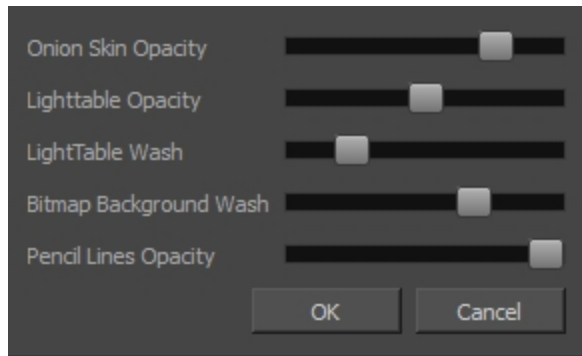 Onion Skin Opacity
Lighttable Opacity
LightTable Wash
Bitmap Background Wash
Pencil Lines Opacity
OK Cancel